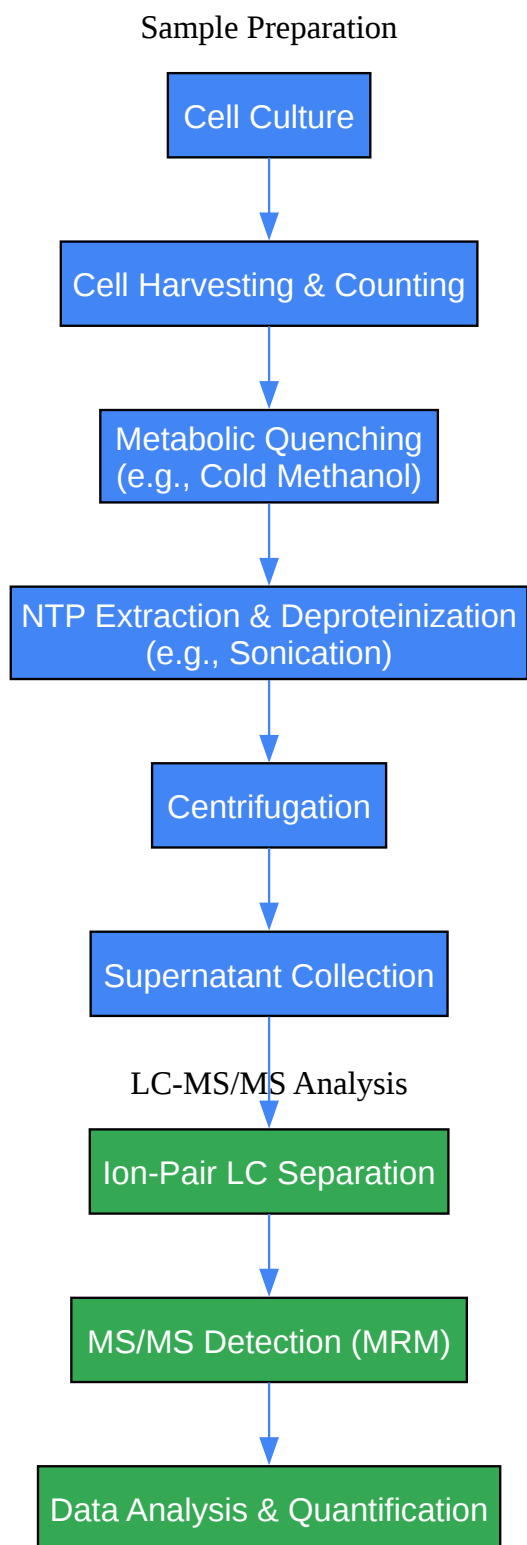 Sample Preparation
Cell Culture
Cell Harvesting & Counting
Metabolic Quenching
(e.g., Cold Methanol)
NTP Extraction & Deproteinization
(e.g., Sonication)
Centrifugation
Supernatant Collection
LC-MS/MS Analysis
Ion-Pair LC Separation
MS/MS Detection (MRM)
Data Analysis & Quantification